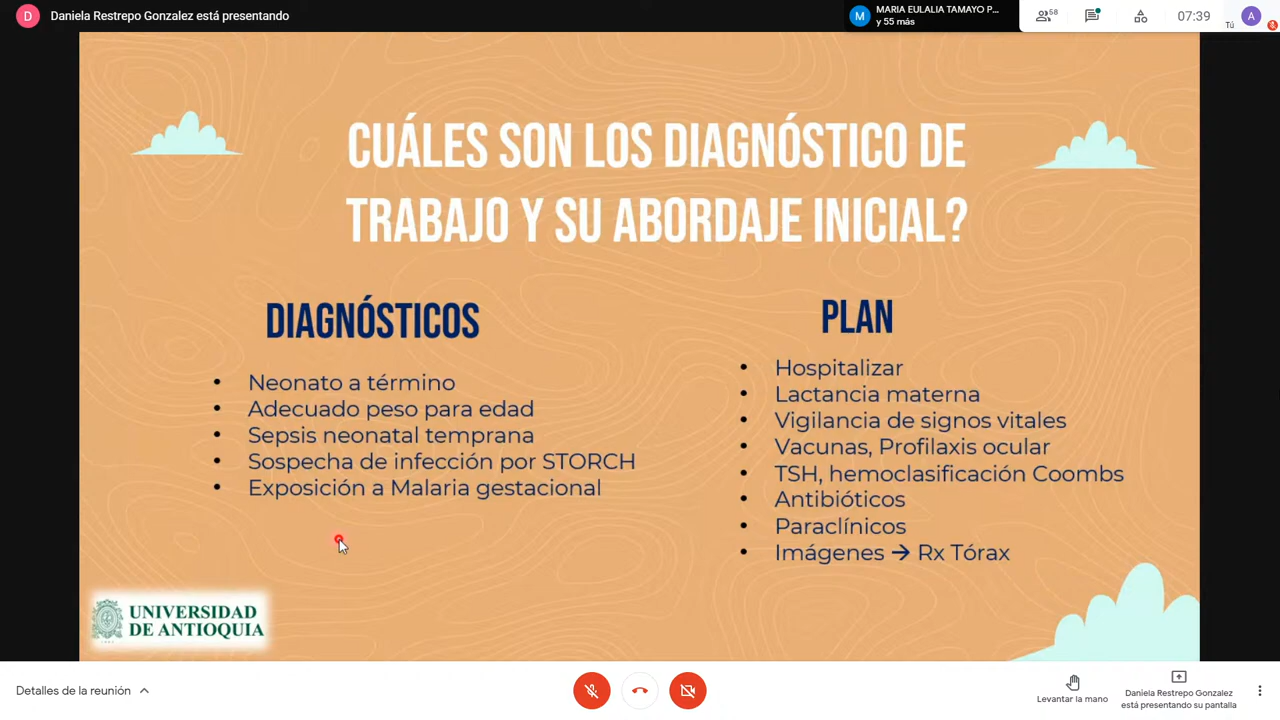 D
Daniela Restrepo Gonzalez está presentando
M
MARIA EULALIA TAMAYO P...
y 55 más
58
07:39
Tú
A
CUÁLES SON LOS DIAGNÓSTICO DE
TRABAJO Y SU ABORDAJE INICIAL?
DIAGNÓSTICOS
• Neonato a término
• Adecuado peso para edad
• Sepsis neonatal temprana
• Sospecha de infección por STORCH
• Exposición a Malaria gestacional
PLAN
• Hospitalizar
• Lactancia materna
• Vigilancia de signos vitales
• Vacunas, Profilaxis ocular
• TSH, hemoclasificación Coombs
• Antibióticos
• Paraclínicos
• Imágenes → Rx Tórax
UNIVERSIDAD
DE ANTIOQUIA
Detalles de la reunión
Levantar la mano
Daniela Restrepo Gonzalez
está presentando su pantalla